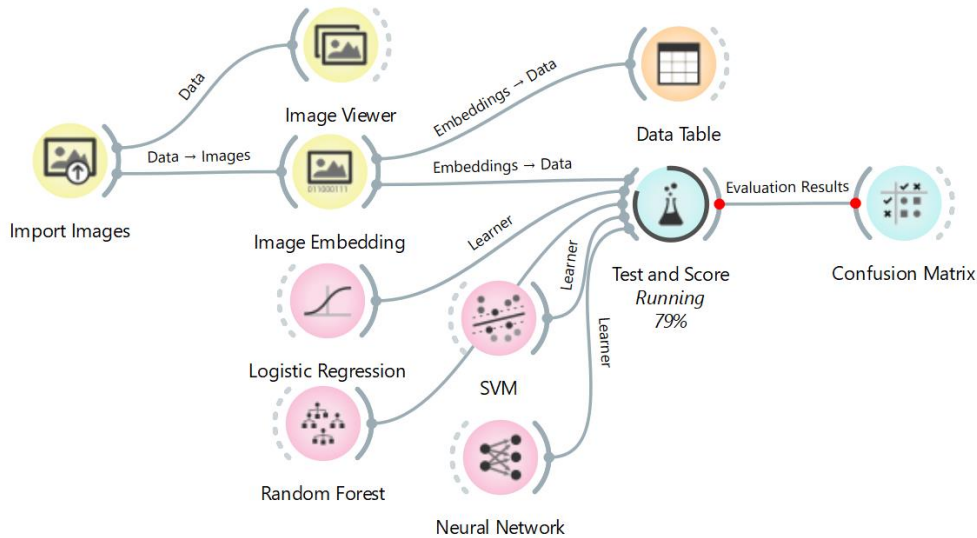 Data
Image Viewer
Embeddings → Data
Data Table
Data → Images
011000111
Embeddings → Data
Import Images
Image Embedding
Learner
Evaluation Results
Test and Score
Running
79%
Confusion Matrix
Learner
Logistic Regression
SVM
Learner
Random Forest
Neural Network